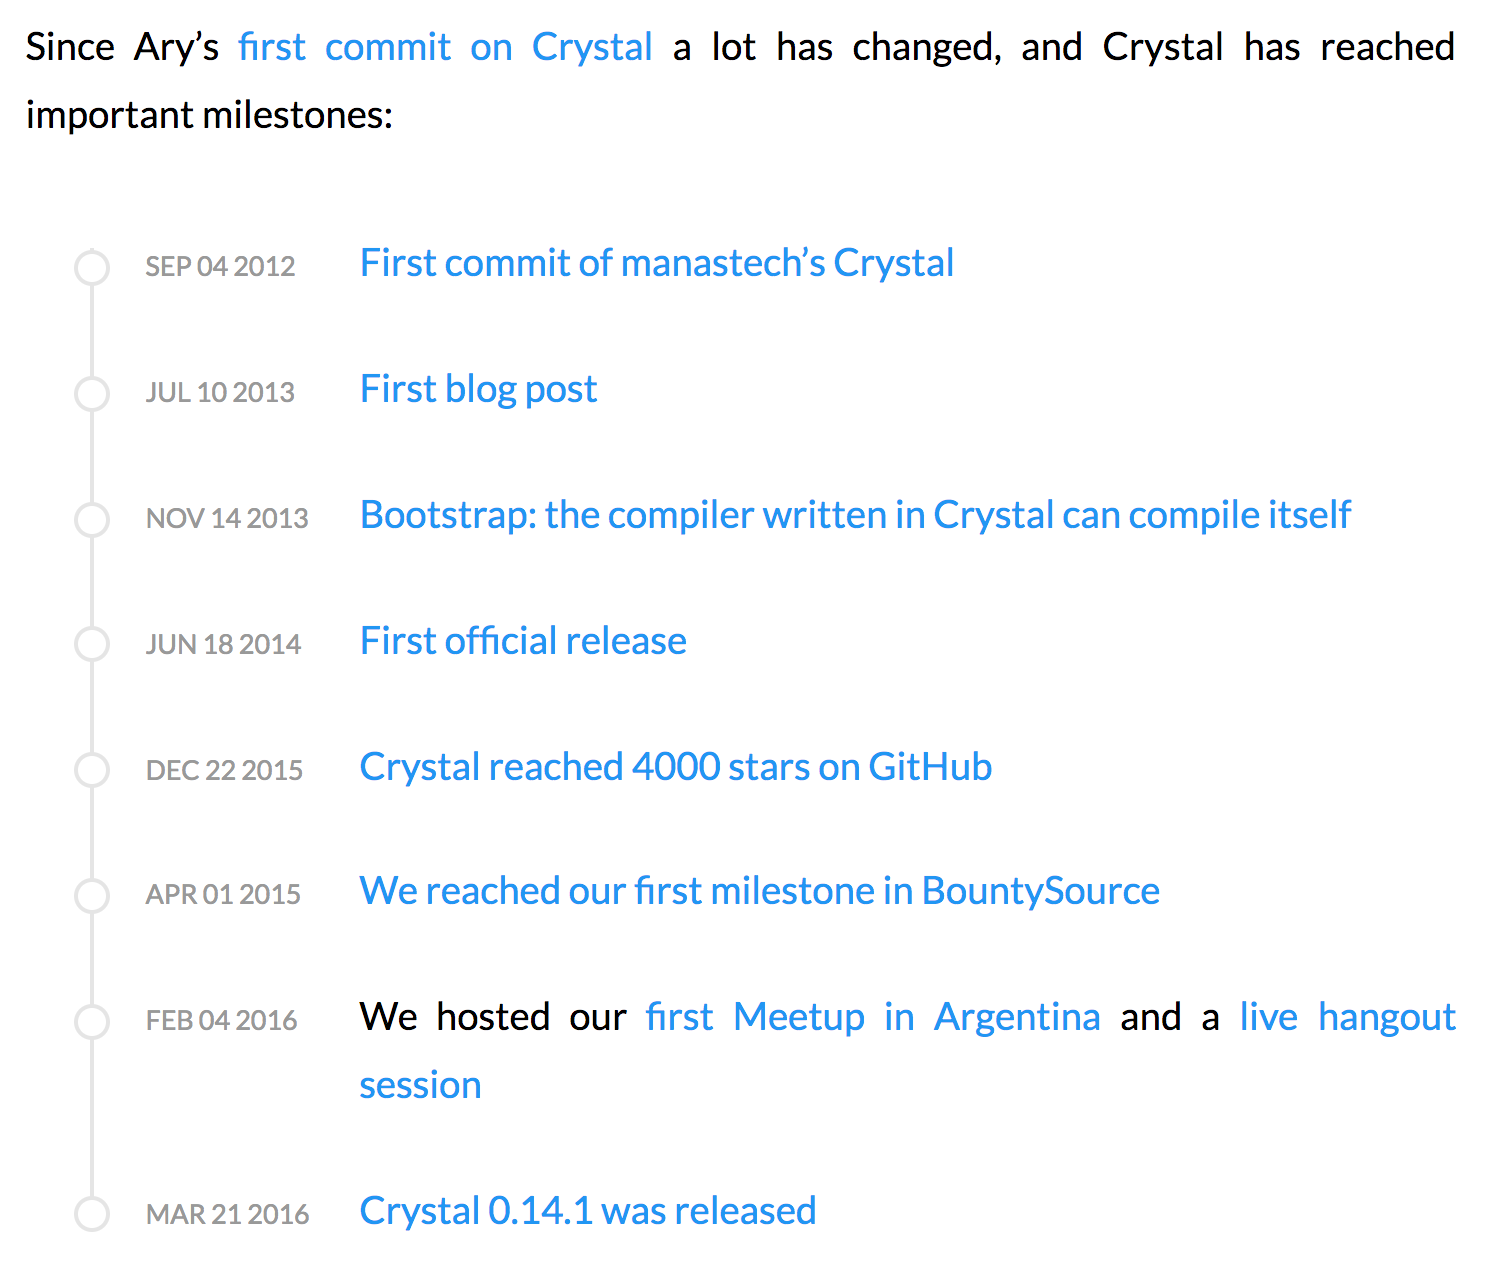 Since Ary’s first commit on Crystal a lot has changed, and Crystal has reached
important milestones:
SEP 04 2012 First commit of manastech’s Crystal
JUL 10 2013 First blog post
NOV 14 2013 Bootstrap: the compiler written in Crystal can compile itself
JUN 18 2014 First official release
DEC 22 2015 Crystal reached 4000 stars on GitHub
APR 01 2015 We reached our first milestone in BountySource
FEB 04 2016 We hosted our first Meetup in Argentina and a live hangout
session
MAR 21 2016 Crystal 0.14.1 was released